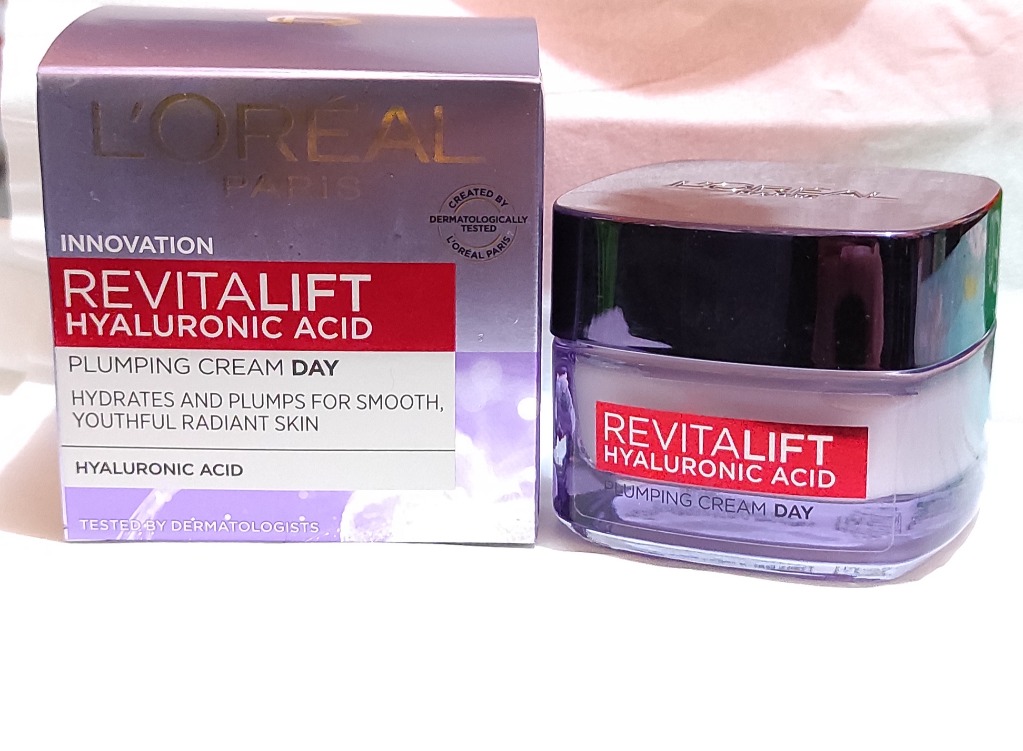 L'ORÉAL
PARIS
CREATED BY
DERMATOLOGICALLY
TESTED
L'ORÉAL PARIS
INNOVATION
REVITALIFT
HYALURONIC ACID
PLUMPING CREAM DAY
HYDRATES AND PLUMPS FOR SMOOTH,
YOUTHFUL RADIANT SKIN
HYALURONIC ACID
TESTED BY DERMATOLOGISTS
L'ORÉAL
REVITALIFT
HYALURONIC ACID
PLUMPING CREAM DAY